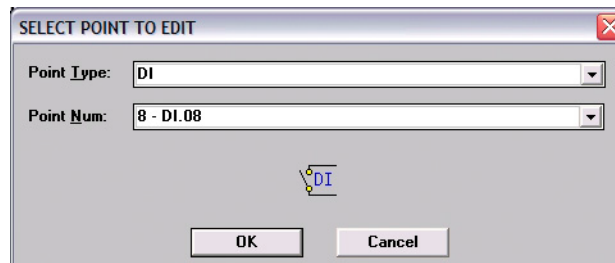 SELECT POINT TO EDIT
Point Type: DI
Point Num: 8 - DI.08
DI
OK Cancel